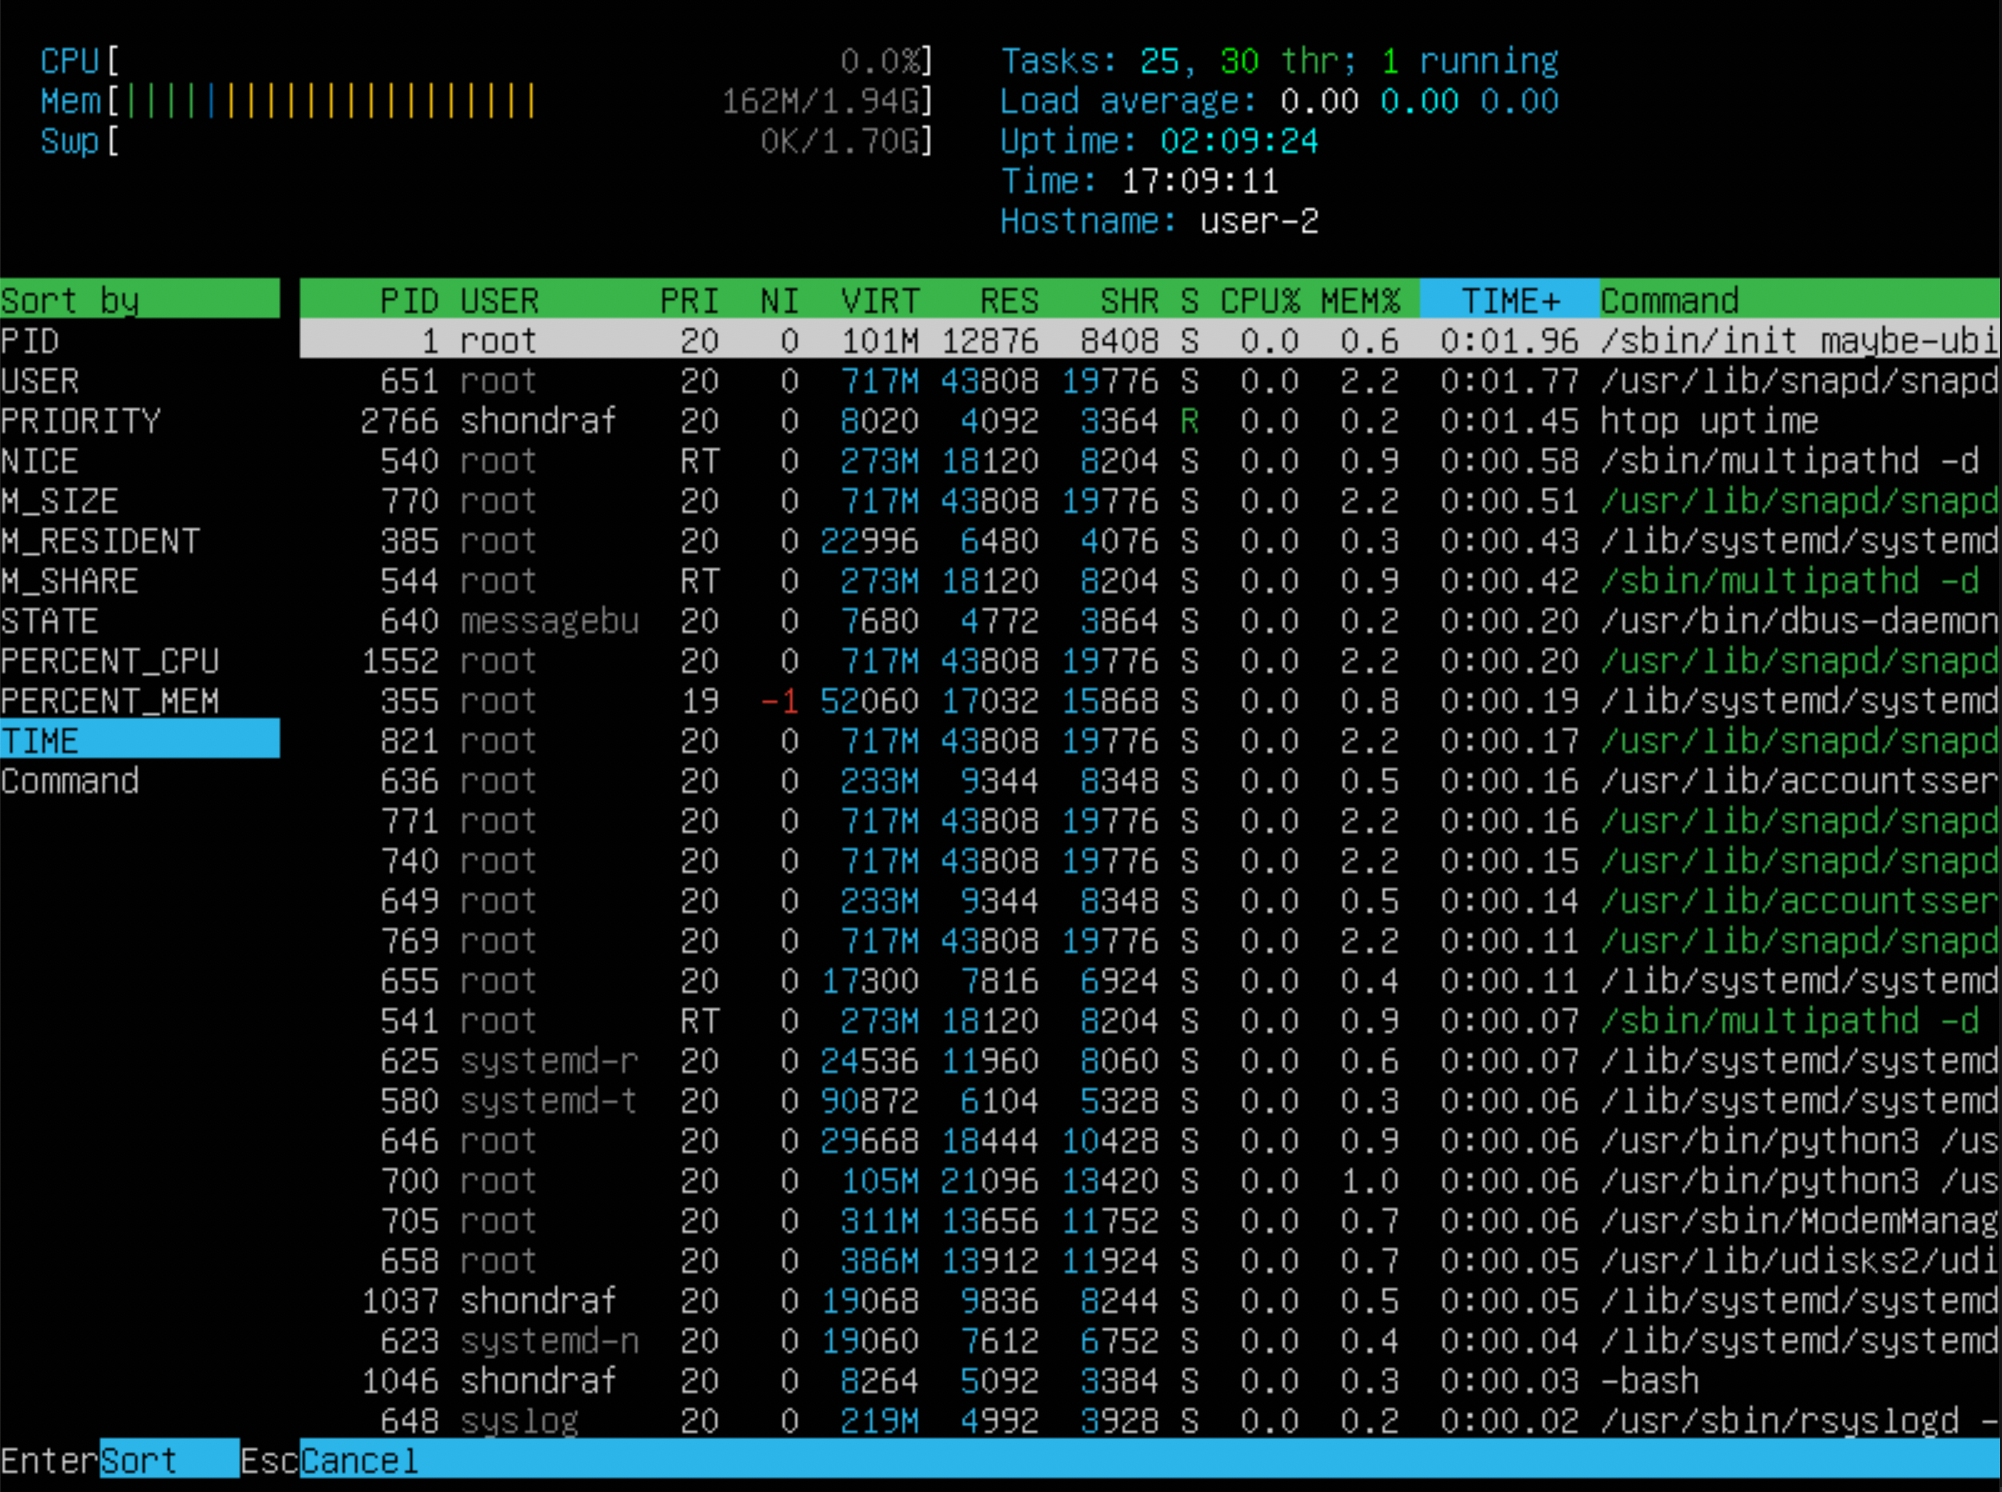 CPU[ 0.0%]
Mem[||||||||||||||||||||| 162M/1.94G]
Swp[ 0K/1.70G]
Tasks: 25, 30 thr; 1 running
Load average: 0.00 0.00 0.00
Uptime: 02:09:24
Time: 17:09:11
Hostname: user-2
Sort by
PID
USER
PRIORITY
NICE
M_SIZE
M_RESIDENT
M_SHARE
STATE
PERCENT_CPU
PERCENT_MEM
TIME
Command
PID USER PRI NI VIRT RES SHR S CPU% MEM% TIME+ Command
1 root 20 0 101M 12876 8408 S 0.0 0.6 0:01.96 /sbin/init maybe-ubi
651 root 20 0 717M 43808 19776 S 0.0 2.2 0:01.77 /usr/lib/snapd/snapd
2766 shondraf 20 0 8020 4092 3364 R 0.0 0.2 0:01.45 htop uptime
540 root RT 0 273M 18120 8204 S 0.0 0.9 0:00.58 /sbin/multipathd -d
770 root 20 0 717M 43808 19776 S 0.0 2.2 0:00.51 /usr/lib/snapd/snapd
385 root 20 0 22996 6480 4076 S 0.0 0.3 0:00.43 /lib/systemd/systemd
544 root RT 0 273M 18120 8204 S 0.0 0.9 0:00.42 /sbin/multipathd -d
640 messagebu 20 0 7680 4772 3864 S 0.0 0.2 0:00.20 /usr/bin/dbus-daemon
1552 root 20 0 717M 43808 19776 S 0.0 2.2 0:00.20 /usr/lib/snapd/snapd
355 root 19 -1 52060 17032 15868 S 0.0 0.8 0:00.19 /lib/systemd/systemd
821 root 20 0 717M 43808 19776 S 0.0 2.2 0:00.17 /usr/lib/snapd/snapd
636 root 20 0 233M 9344 8348 S 0.0 0.5 0:00.16 /usr/lib/accountsser
771 root 20 0 717M 43808 19776 S 0.0 2.2 0:00.16 /usr/lib/snapd/snapd
740 root 20 0 717M 43808 19776 S 0.0 2.2 0:00.15 /usr/lib/snapd/snapd
649 root 20 0 233M 9344 8348 S 0.0 0.5 0:00.14 /usr/lib/accountsser
769 root 20 0 717M 43808 19776 S 0.0 2.2 0:00.11 /usr/lib/snapd/snapd
655 root 20 0 17300 7816 6924 S 0.0 0.4 0:00.11 /lib/systemd/systemd
541 root RT 0 273M 18120 8204 S 0.0 0.9 0:00.07 /sbin/multipathd -d
625 systemd-r 20 0 24536 11960 8060 S 0.0 0.6 0:00.07 /lib/systemd/systemd
580 systemd-t 20 0 90872 6104 5328 S 0.0 0.3 0:00.06 /lib/systemd/systemd
646 root 20 0 29668 18444 10428 S 0.0 0.9 0:00.06 /usr/bin/python3 /us
700 root 20 0 105M 21096 13420 S 0.0 1.0 0:00.06 /usr/bin/python3 /us
705 root 20 0 311M 13656 11752 S 0.0 0.7 0:00.06 /usr/sbin/ModemManag
658 root 20 0 386M 13912 11924 S 0.0 0.7 0:00.05 /usr/lib/udisks2/udi
1037 shondraf 20 0 19068 9836 8244 S 0.0 0.5 0:00.05 /lib/systemd/systemd
623 systemd-n 20 0 19060 7612 6752 S 0.0 0.4 0:00.04 /lib/systemd/systemd
1046 shondraf 20 0 8264 5092 3384 S 0.0 0.3 0:00.03 -bash
648 syslog 20 0 219M 4992 3928 S 0.0 0.2 0:00.02 /usr/sbin/rsyslogd -
EnterSort EscCancel